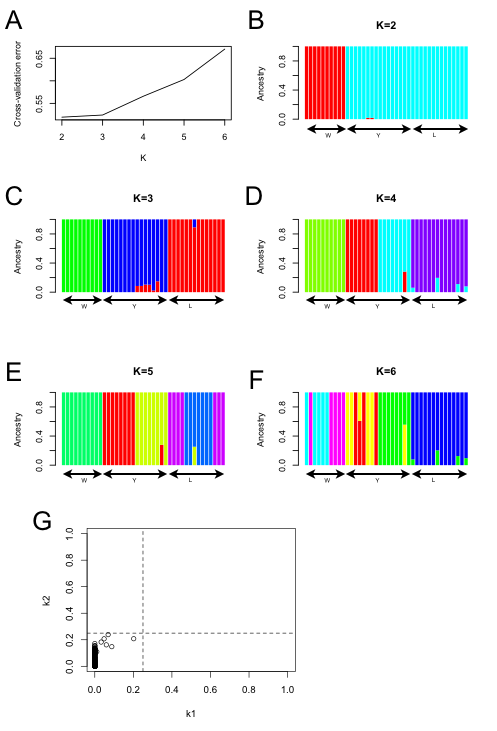 A
Cross-validation error
0.55 0.65
2 3 4 5 6
K
B
K=2
Ancestry
0.0 0.4 0.8
W Y L
C
K=3
Ancestry
0.0 0.4 0.8
W Y L
D
K=4
Ancestry
0.0 0.4 0.8
W Y L
E
K=5
Ancestry
0.0 0.4 0.8
W Y L
F
K=6
Ancestry
0.0 0.4 0.8
W Y L
G
k2
0.0 0.2 0.4 0.6 0.8 1.0
0.0 0.2 0.4 0.6 0.8 1.0
k1